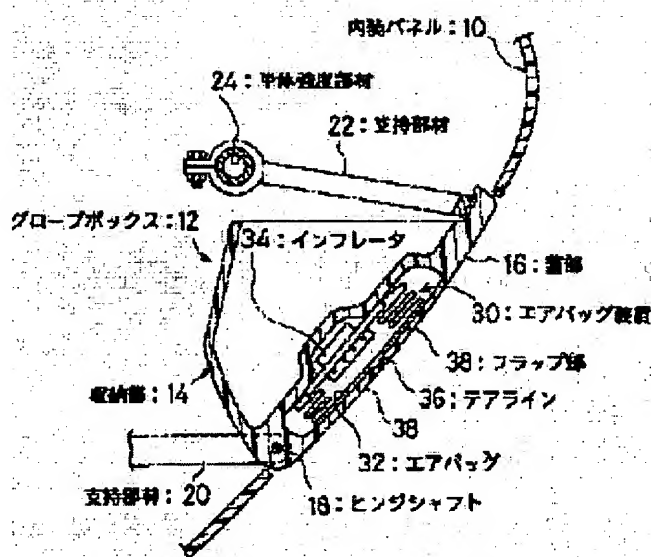 内装パネル:10
24:車体強度部材
22:支持部材
グローブボックス:12
34:インフレータ
16:蓋部
30:エアバッグ装置
38:フラップ部
収納部:14
36:テアライン
38
32:エアバッグ
支持部材:20
18:ヒンジシャフト